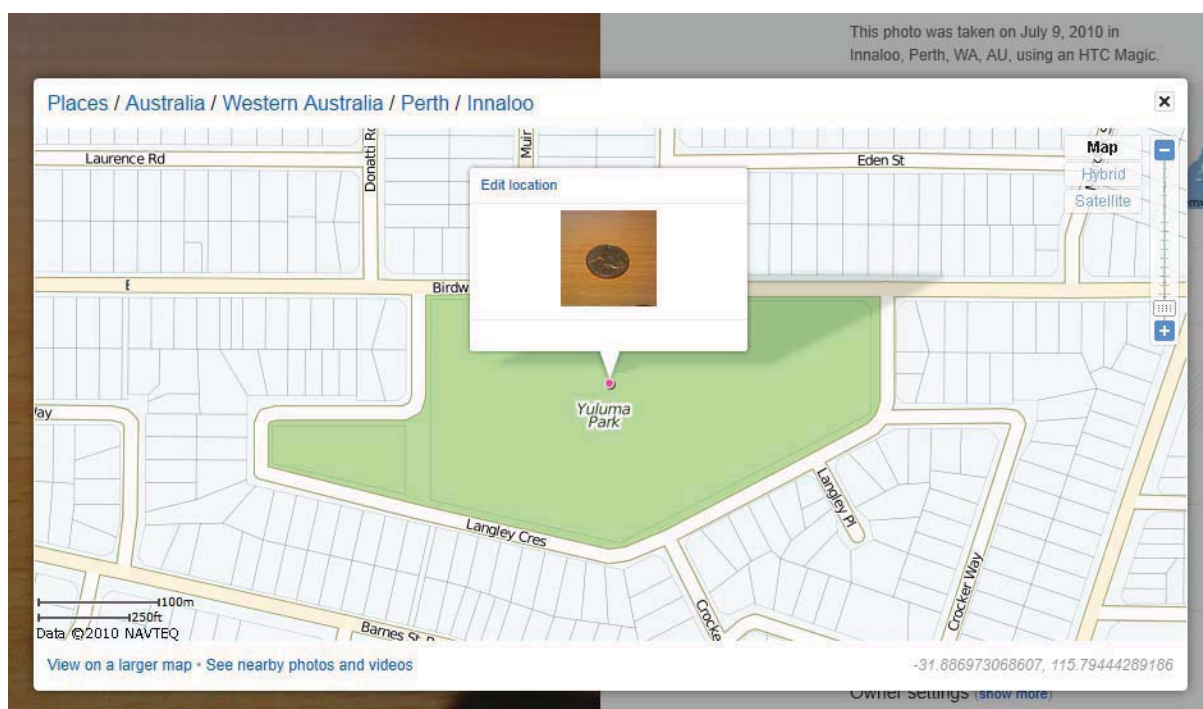 This photo was taken on July 9, 2010 in
Innaloo, Perth, WA, AU, using an HTC Magic.
Places / Australia / Western Australia / Perth / Innaloo
Map
Hybrid
Satellite
Laurence Rd
Donatti Rd
Muir
Eden St
Edit location
Birdw
Yuluma
Park
Langley Pl
Langley Cres
Crocker Way
Crocke
Barnes St
100m
250ft
Data ©2010 NAVTEQ
View on a larger map • See nearby photos and videos
-31.886973068607, 115.79444289186
Owner settings (show more)